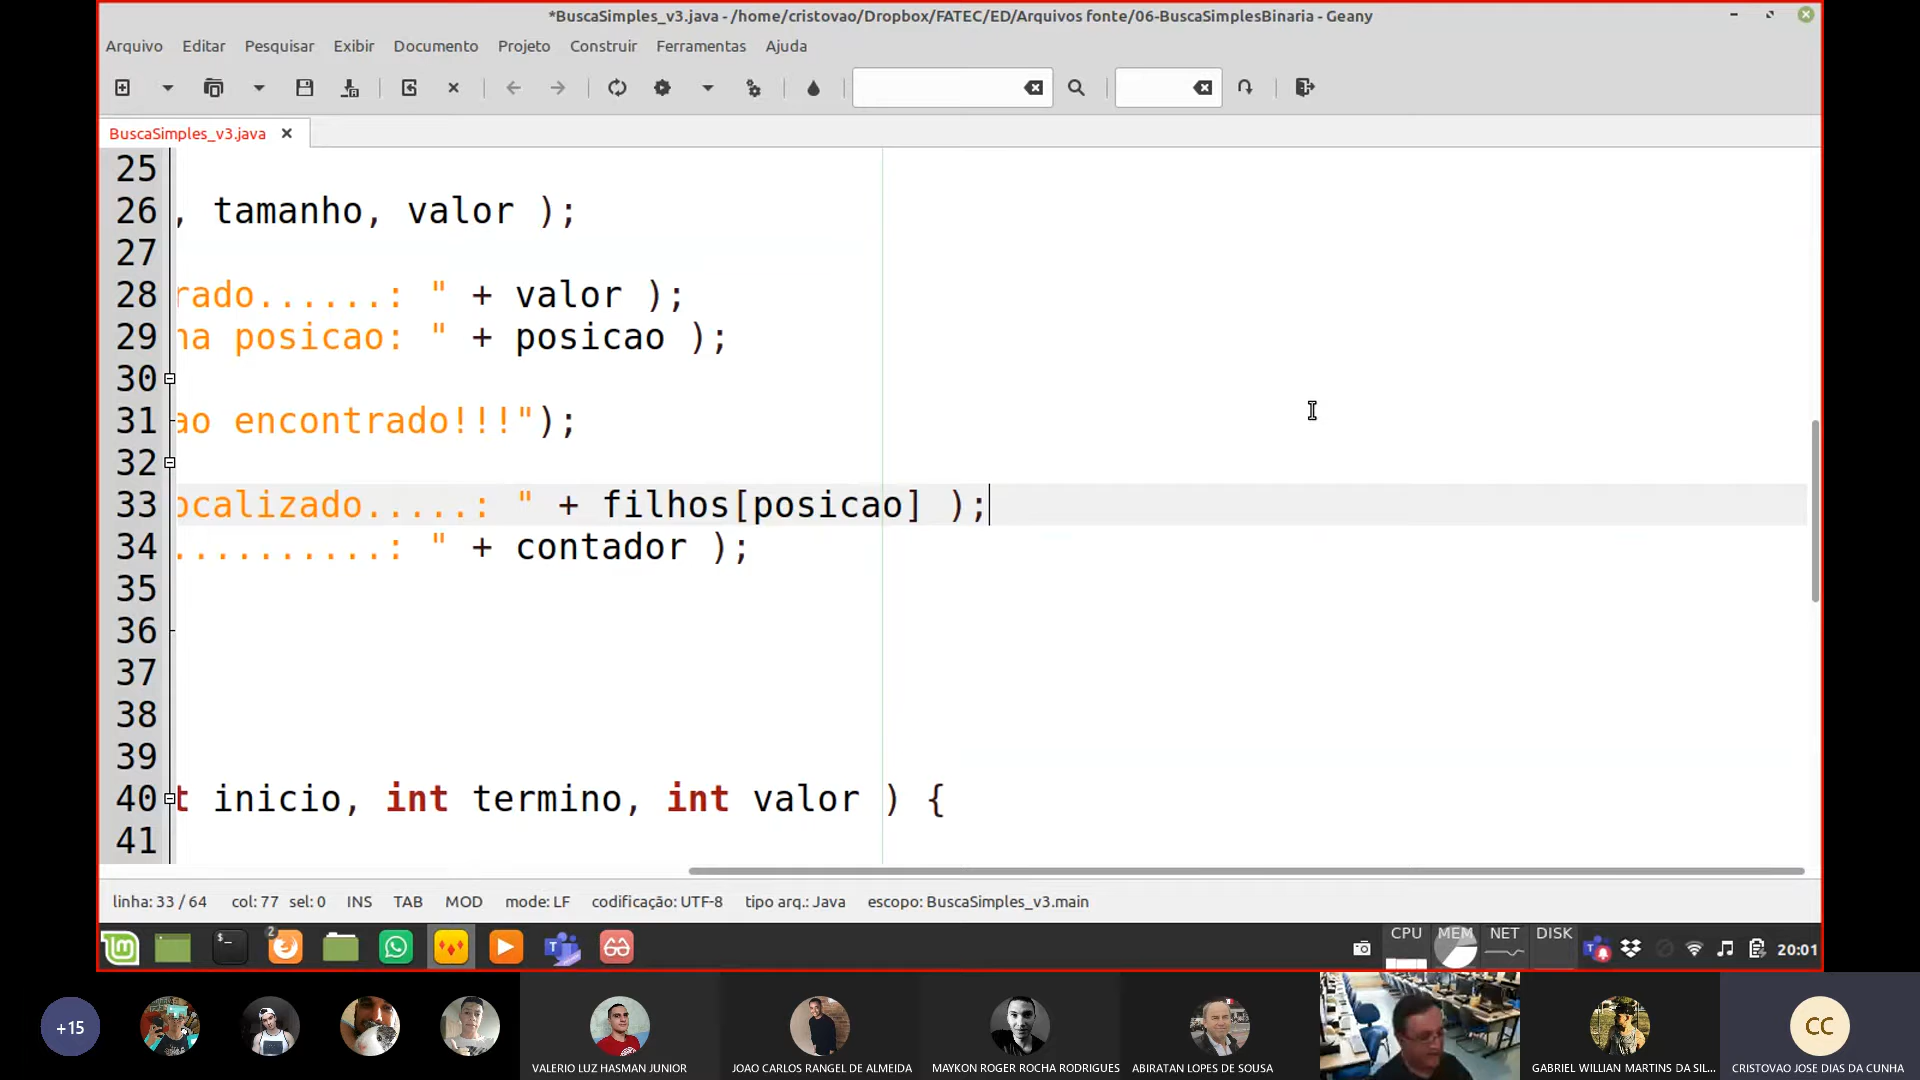 *BuscaSimples_v3.java - /home/cristovao/Dropbox/FATEC/ED/Arquivos fonte/06-BuscaSimplesBinaria - Geany
Arquivo Editar Pesquisar Exibir Documento Projeto Construir Ferramentas Ajuda
BuscaSimples_v3.java
25
26 , tamanho, valor );
27
28 rado......: " + valor );
29 na posicao: " + posicao );
30
31 ao encontrado!!!");
32
33 ocalizado.....: " + filhos[posicao] );
34 ...........: " + contador );
35
36
37
38
39
40 t inicio, int termino, int valor ) {
41
linha: 33 / 64 col: 77 sel: 0 INS TAB MOD mode: LF codificação: UTF-8 tipo arq.: Java escopo: BuscaSimples_v3.main
2
CPU MEM NET DISK
20:01
+15
CC
VALERIO LUZ HASMAN JUNIOR
JOAO CARLOS RANGEL DE ALMEIDA
MAYKON ROGER ROCHA RODRIGUES
ABIRATAN LOPES DE SOUSA
GABRIEL WILLIAN MARTINS DA SIL...
CRISTOVAO JOSE DIAS DA CUNHA